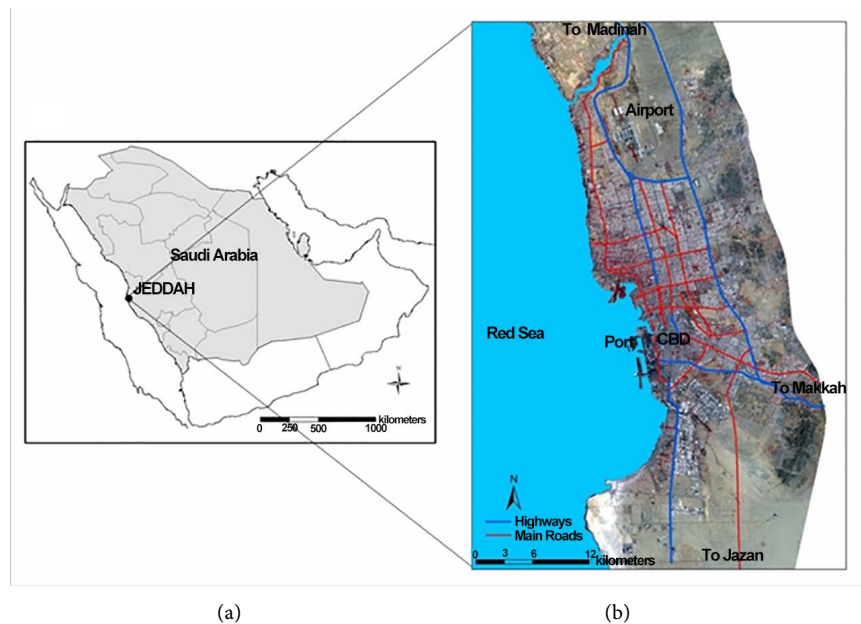 Saudi Arabia
JEDDAH
N
kilometers
0 250 500 1000
(a)
To Madinah
Airport
Red Sea
Port
CBD
To Makkah
N
Highways
Main Roads
0 3 6 12
kilometers
To Jazan
(b)